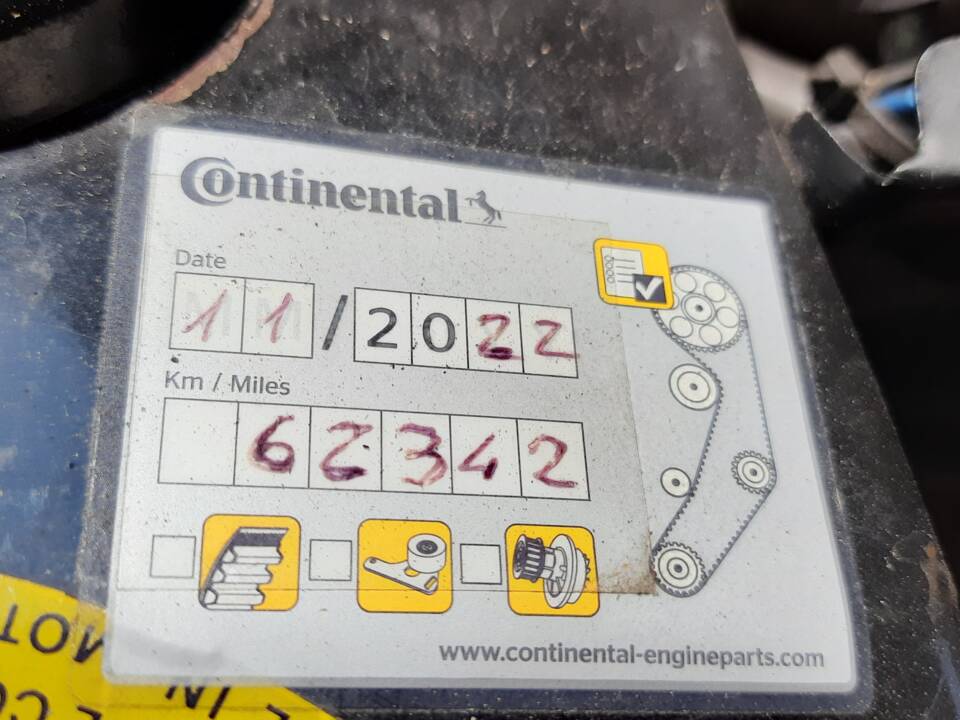 Continental
Date
11/2022
Km / Miles
62342
www.continental-engineparts.com